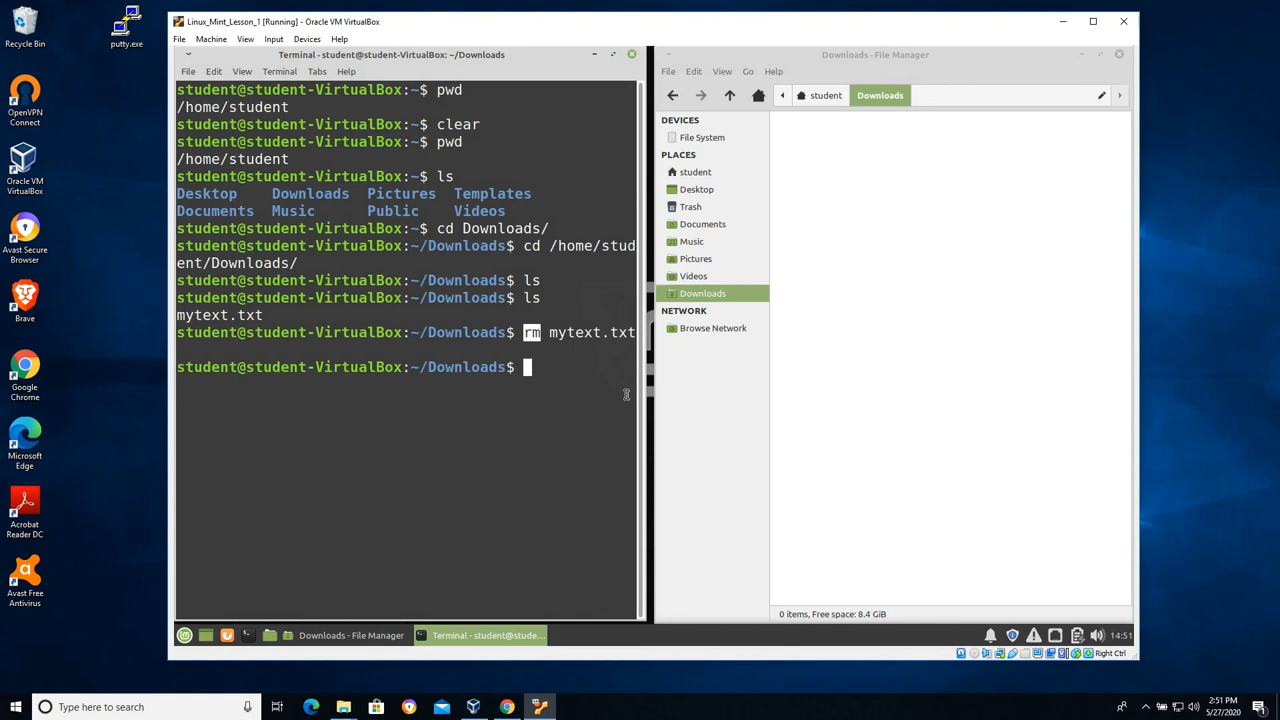 Recycle Bin
putty.exe
OpenVPN
Connect
Oracle VM
VirtualBox
Avast Secure
Browser
Brave
Google
Chrome
Microsoft
Edge
Acrobat
Reader DC
Avast Free
Antivirus
Linux_Mint_Lesson_1 [Running] - Oracle VM VirtualBox
File Machine View Input Devices Help
Terminal - student@student-VirtualBox: ~/Downloads
File Edit View Terminal Tabs Help
student@student-VirtualBox:~$ pwd
/home/student
student@student-VirtualBox:~$ clear
student@student-VirtualBox:~$ pwd
/home/student
student@student-VirtualBox:~$ ls
Desktop Downloads Pictures Templates
Documents Music Public Videos
student@student-VirtualBox:~$ cd Downloads/
student@student-VirtualBox:~/Downloads$ cd /home/stud
ent/Downloads/
student@student-VirtualBox:~/Downloads$ ls
student@student-VirtualBox:~/Downloads$ ls
mytext.txt
student@student-VirtualBox:~/Downloads$ rm mytext.txt
student@student-VirtualBox:~/Downloads$
Downloads - File Manager
File Edit View Go Help
student Downloads
DEVICES
File System
PLACES
student
Desktop
Trash
Documents
Music
Pictures
Videos
Downloads
NETWORK
Browse Network
0 items, Free space: 8.4 GiB
Downloads - File Manager
Terminal - student@stude...
14:51
Right Ctrl
Type here to search
2:51 PM
5/27/2020
1